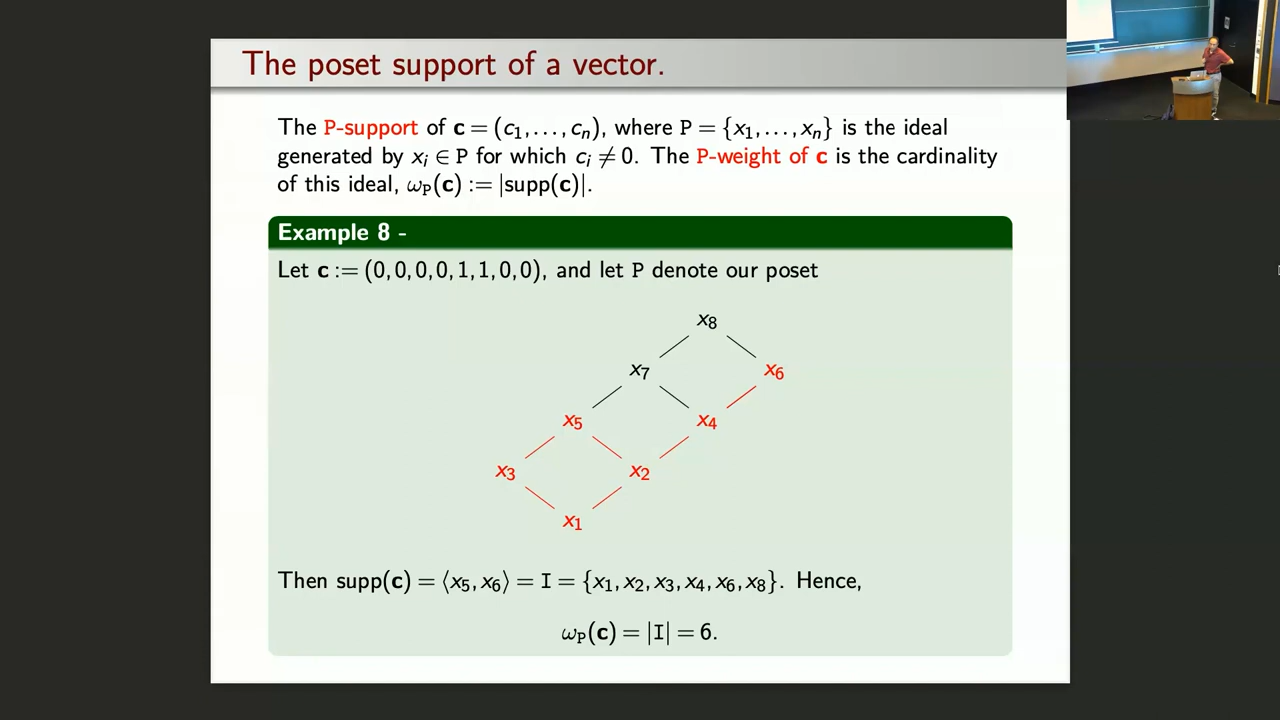 The poset support of a vector.
The P-support of c = (c₁,...,cₙ), where P = {x₁,...,xₙ} is the ideal
generated by xᵢ ∈ P for which cᵢ ≠ 0. The P-weight of c is the cardinality
of this ideal, ω_P(c) := |supp(c)|.
Example 8 -
Let c := (0,0,0,0,1,1,0,0), and let P denote our poset
x₈
x₇ x₆
x₅ x₄
x₃ x₂
x₁
Then supp(c) = ⟨x₅, x₆⟩ = I = {x₁, x₂, x₃, x₄, x₆, x₈}. Hence,
ω_P(c) = |I| = 6.